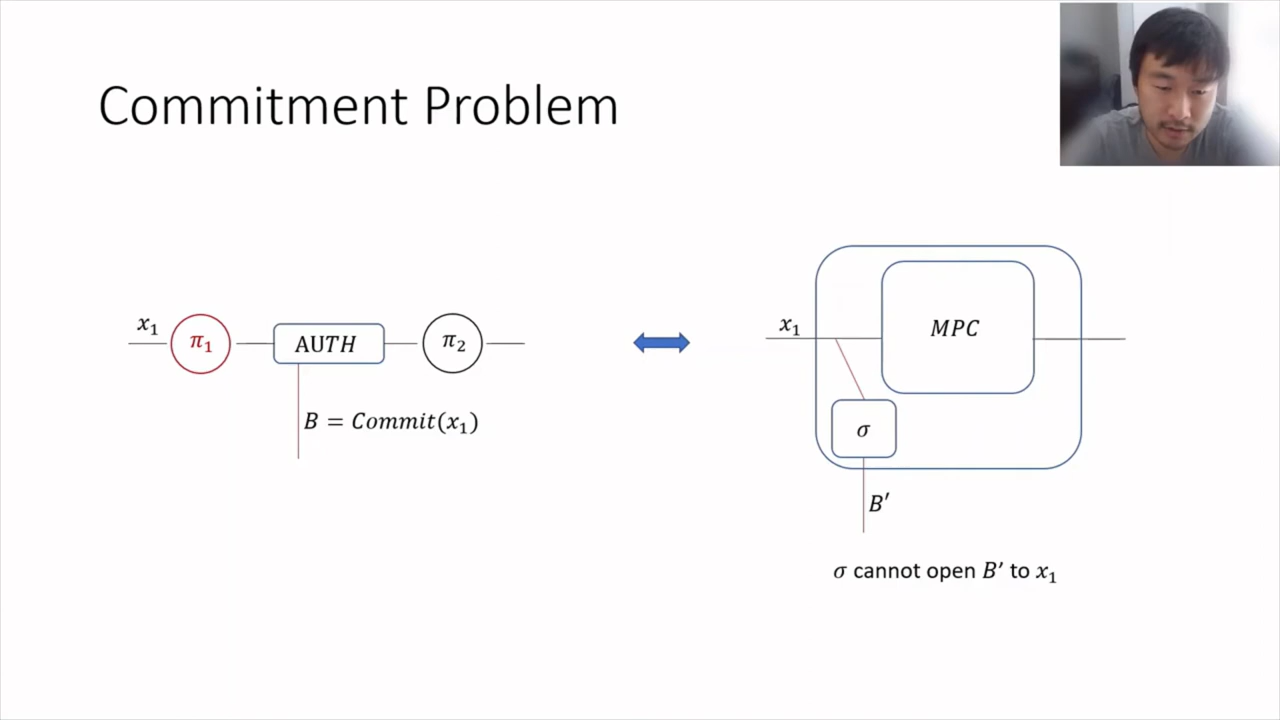 Commitment Problem
x₁
π₁
AUTH
π₂
B = Commit(x₁)
x₁
MPC
σ
B′
σ cannot open B′ to x₁